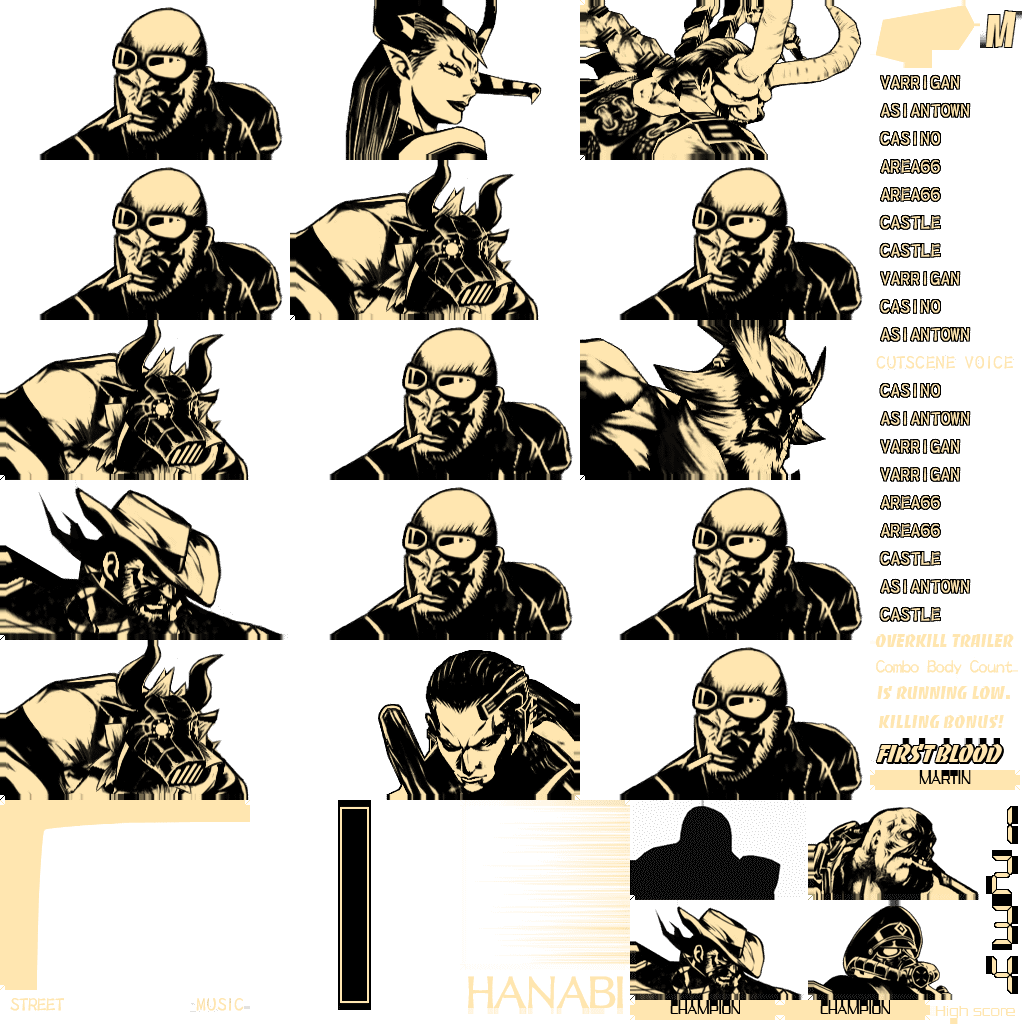 M
VARRIGAN
ASIANTOWN
CASINO
AREA66
AREA66
CASTLE
CASTLE
VARRIGAN
CASINO
ASIANTOWN
CUTSCENE VOICE
CASINO
ASIANTOWN
VARRIGAN
VARRIGAN
AREA66
AREA66
CASTLE
ASIANTOWN
CASTLE
OVERKILL TRAILER
Combo Body Count..
IS RUNNING LOW.
KILLING BONUS!
FIRST BLOOD
MARTIN
STREET
-MUSIC-
HANABI
CHAMPION
CHAMPION
High score